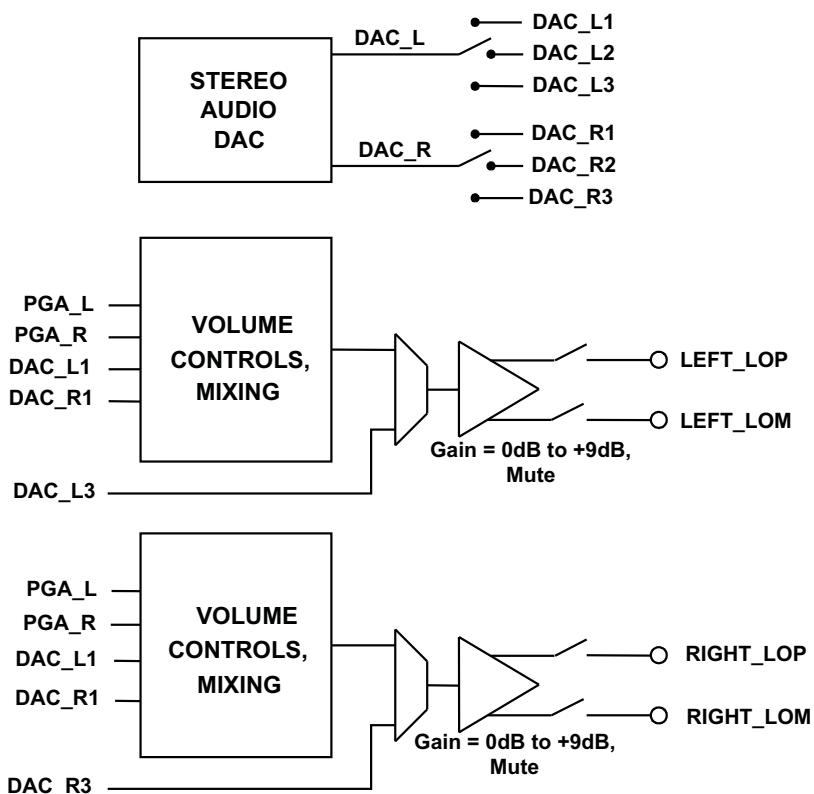 DAC_L1
DAC_L
DAC_L2
STEREO
AUDIO
DAC
DAC_L3
DAC_R1
DAC_R
DAC_R2
DAC_R3
PGA_L
PGA_R
DAC_L1
DAC_R1
VOLUME
CONTROLS,
MIXING
LEFT_LOP
LEFT_LOM
Gain = 0dB to +9dB,
Mute
DAC_L3
PGA_L
PGA_R
DAC_L1
DAC_R1
VOLUME
CONTROLS,
MIXING
RIGHT_LOP
RIGHT_LOM
Gain = 0dB to +9dB,
Mute
DAC_R3